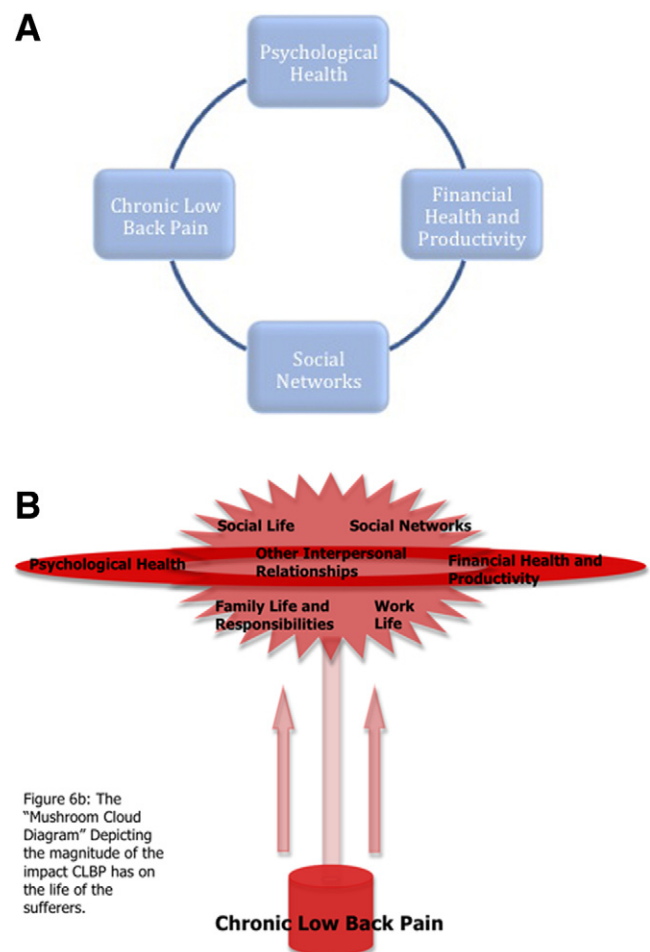 A
Psychological
Health
Chronic Low
Back Pain
Financial
Health and
Productivity
Social
Networks
B
Social Life
Social Networks
Psychological Health
Other Interpersonal
Relationships
Financial Health and
Productivity
Family Life and
Responsibilities
Work
Life
Figure 6b: The
"Mushroom Cloud
Diagram" Depicting
the magnitude of the
impact CLBP has on
the life of the
sufferers.
Chronic Low Back Pain